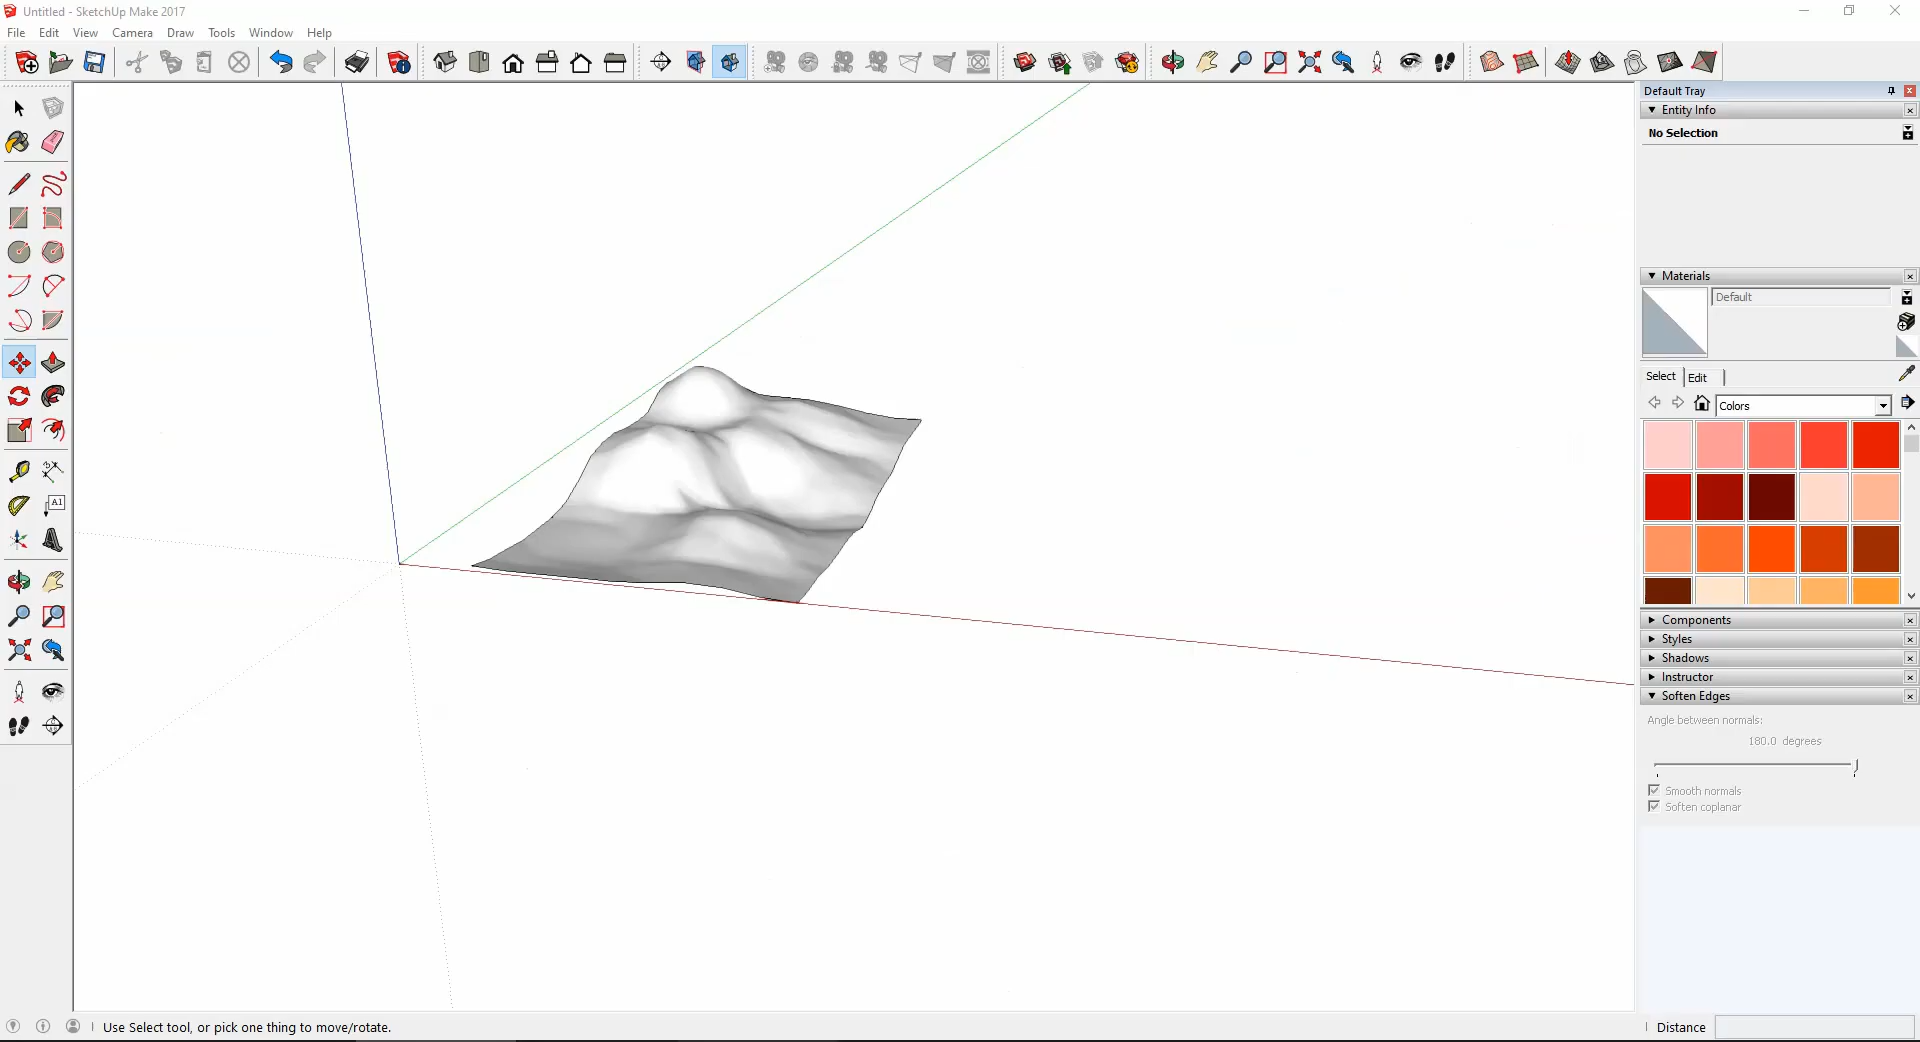 Untitled - SketchUp Make 2017
File Edit View Camera Draw Tools Window Help
Default Tray
Entity Info
No Selection
Materials
Default
Select Edit
Colors
Components
Styles
Shadows
Instructor
Soften Edges
Angle between normals:
180.0 degrees
Smooth normals
Soften coplanar
Use Select tool, or pick one thing to move/rotate.
Distance